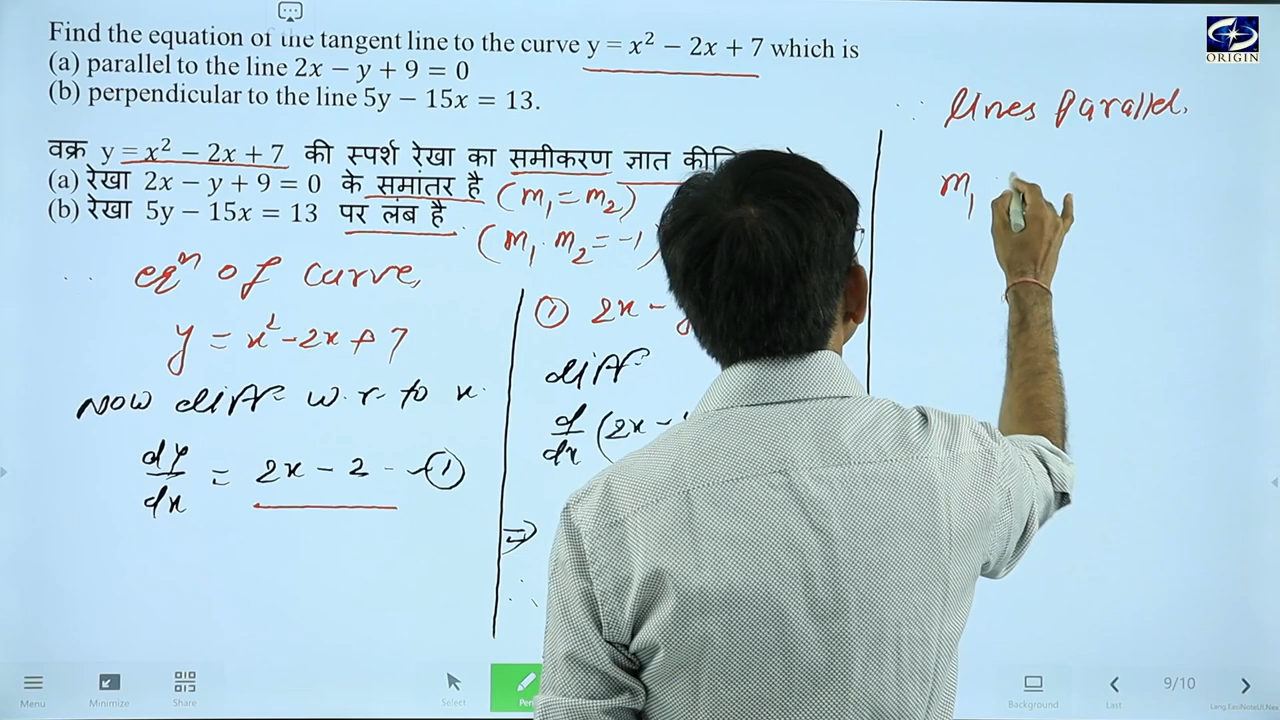 Find the equation of the tangent line to the curve y = x² − 2x + 7 which is
(a) parallel to the line 2x − y + 9 = 0
(b) perpendicular to the line 5y − 15x = 13.
वक्र y = x² − 2x + 7 की स्पर्श रेखा का समीकरण ज्ञात
(a) रेखा 2x − y + 9 = 0 के समांतर है (m₁ = m₂)
(b) रेखा 5y − 15x = 13 पर लंब है (m₁ . m₂ = -1)
∴ eqⁿ of curve,
y = x² - 2x + 7
Now diff w.r. to x.
dy/dx = 2x - 2 - ①
① 2x -
diff
d/dx (2x -
⇒
∴
∴ lines Parallel,
m₁
ORIGIN
Menu
Minimize
Share
Select
Pen
Background
Last
9/10
Lang.EasiNoteUI.Nex